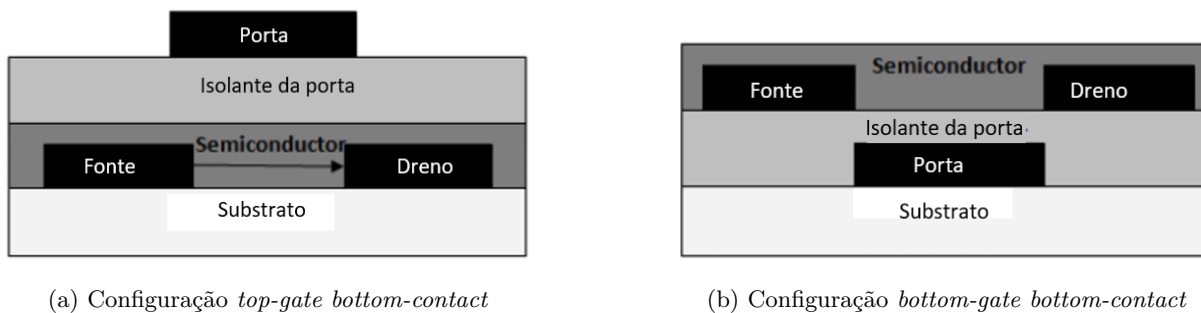 Porta
Isolante da porta
Semiconductor
Fonte
Dreno
Substrato
(a) Configuração top-gate bottom-contact
Semiconductor
Fonte
Dreno
Isolante da porta
Porta
Substrato
(b) Configuração bottom-gate bottom-contact